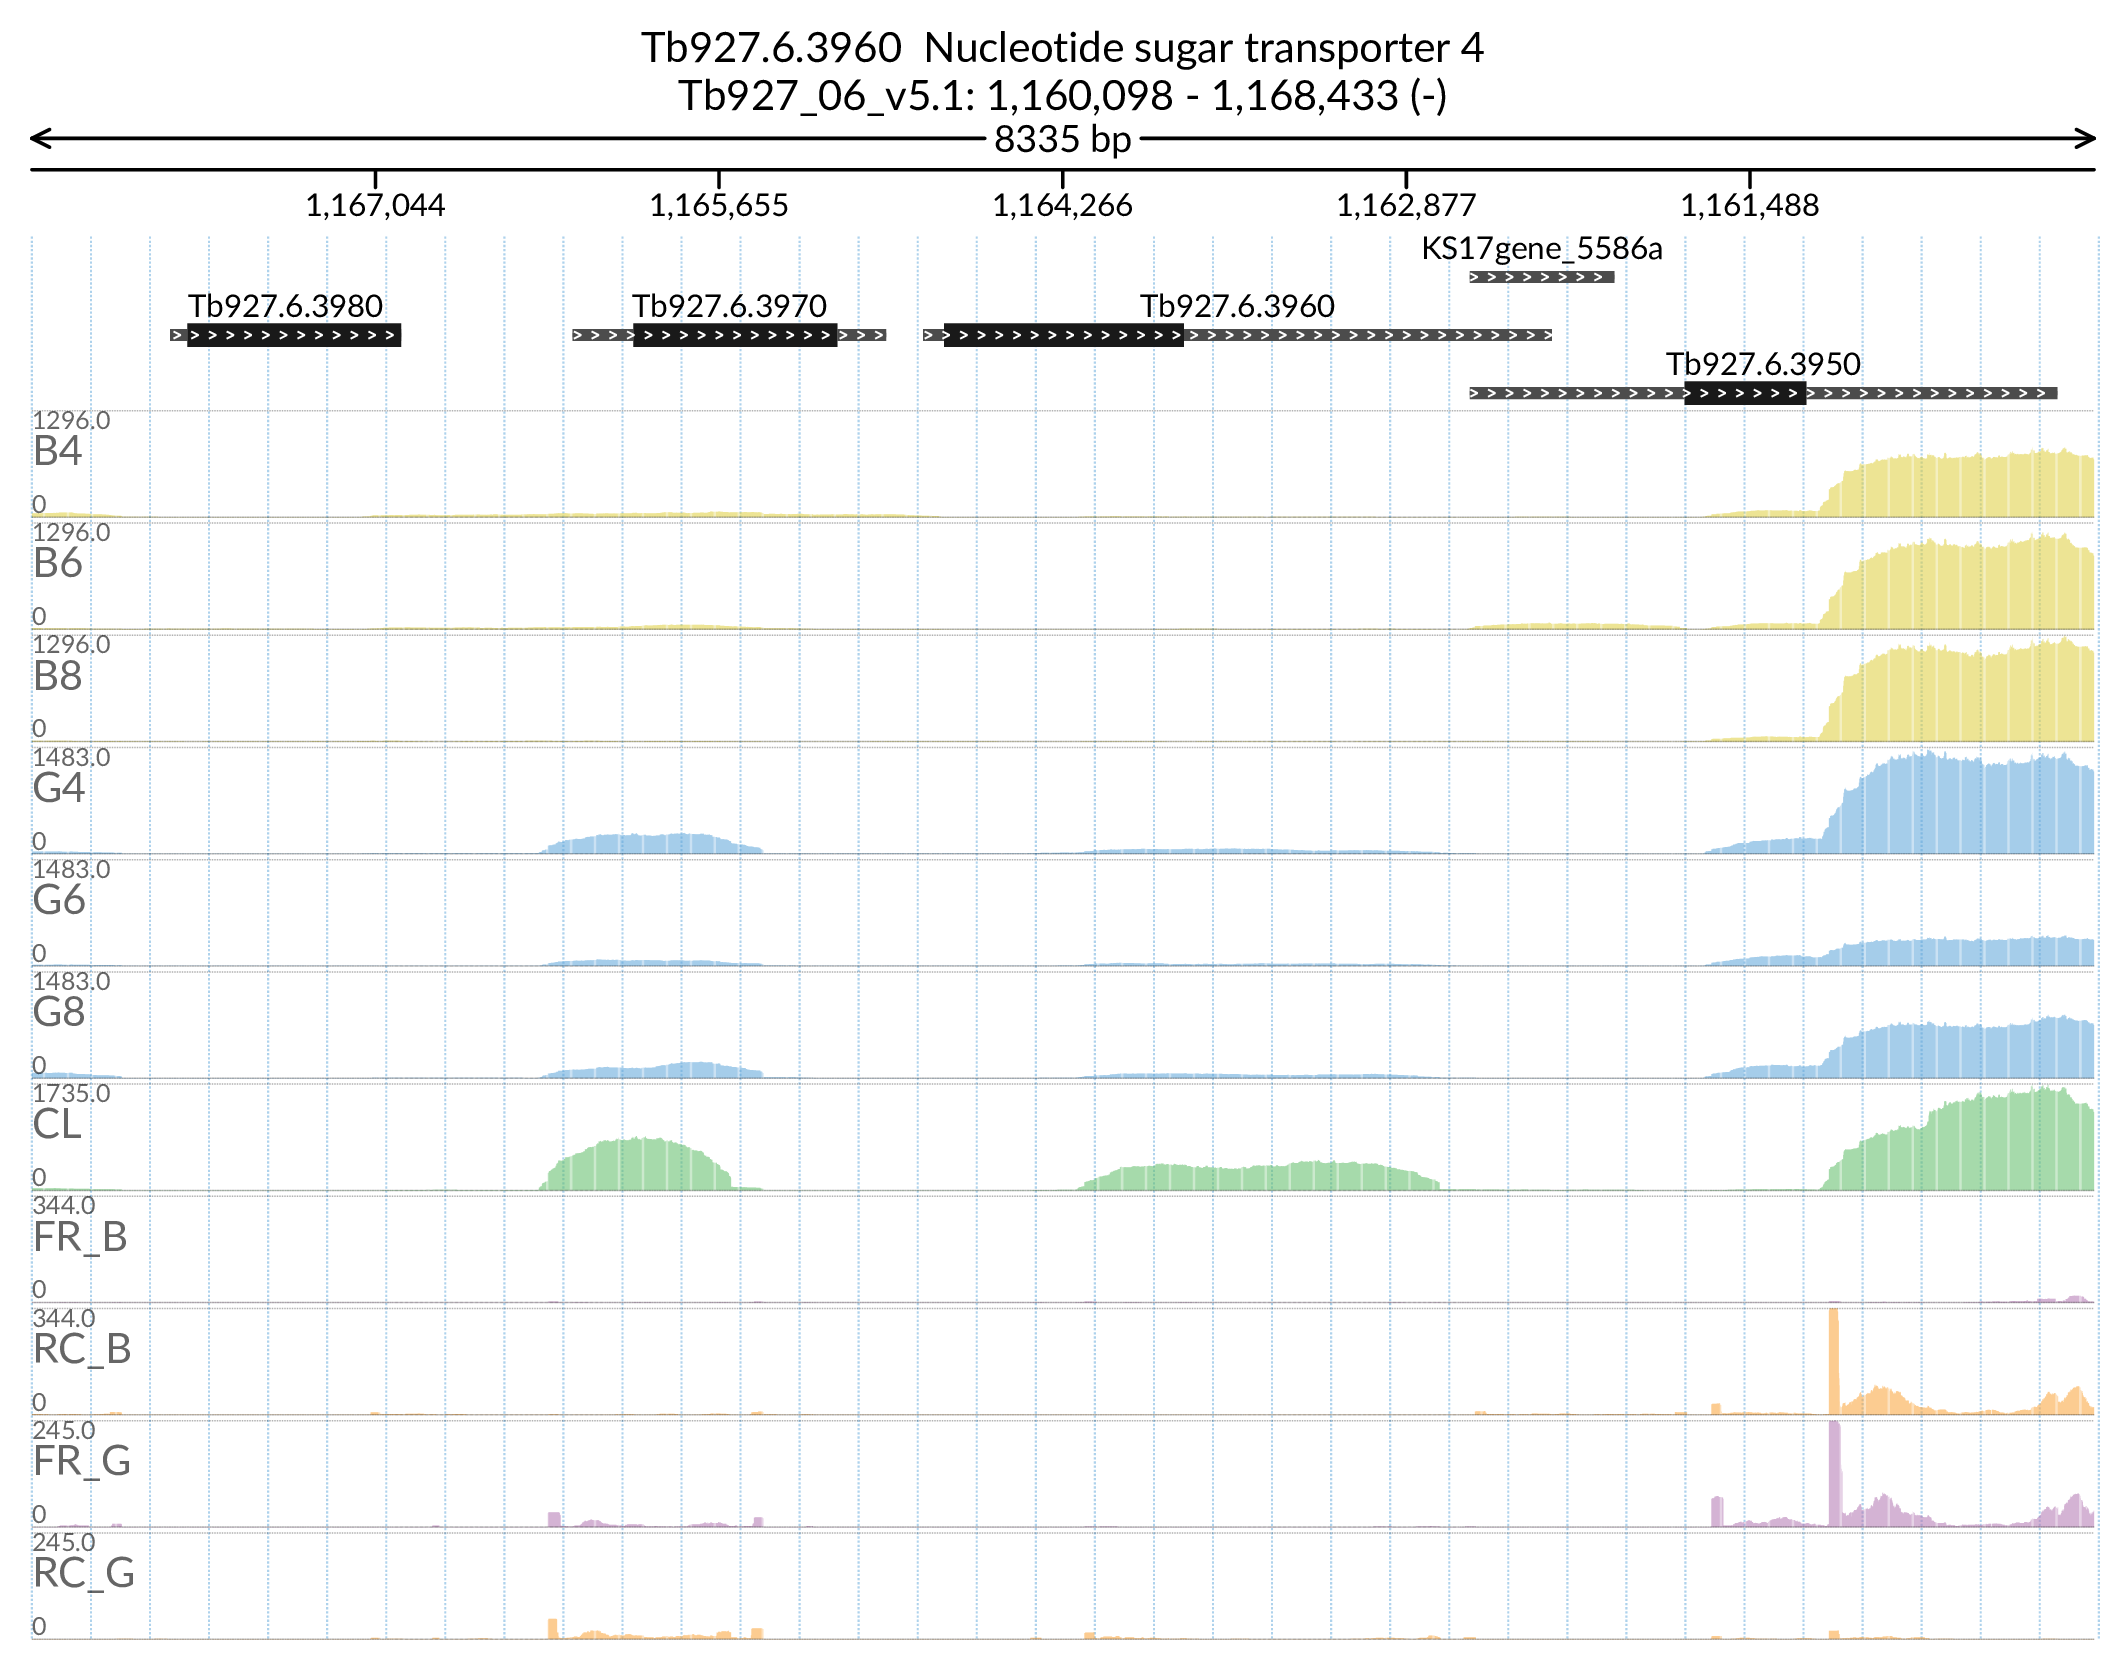 Tb927.6.3960 Nucleotide sugar transporter 4
Tb927_06_v5.1: 1,160,098 - 1,168,433 (-)
8335 bp
1,167,044 1,165,655 1,164,266 1,162,877 1,161,488
KS17gene_5586a
Tb927.6.3980 Tb927.6.3970 Tb927.6.3960
Tb927.6.3950
1296.0
B4
0
1296.0
B6
0
1296.0
B8
0
1483.0
G4
0
1483.0
G6
0
1483.0
G8
0
1735.0
CL
0
344.0
FR_B
0
344.0
RC_B
0
245.0
FR_G
0
245.0
RC_G
0